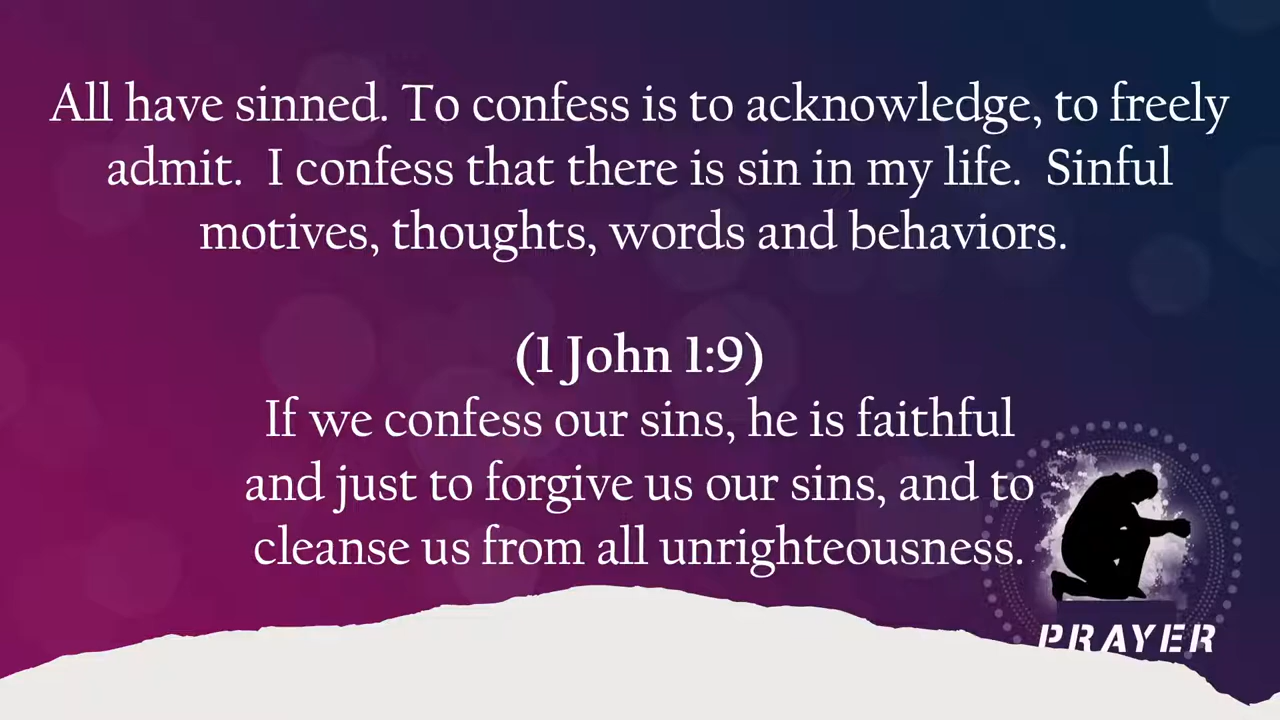 All have sinned. To confess is to acknowledge, to freely
admit.  I confess that there is sin in my life.  Sinful
motives, thoughts, words and behaviors.
(1 John 1:9)
If we confess our sins, he is faithful
and just to forgive us our sins, and to
cleanse us from all unrighteousness.
PRAYER